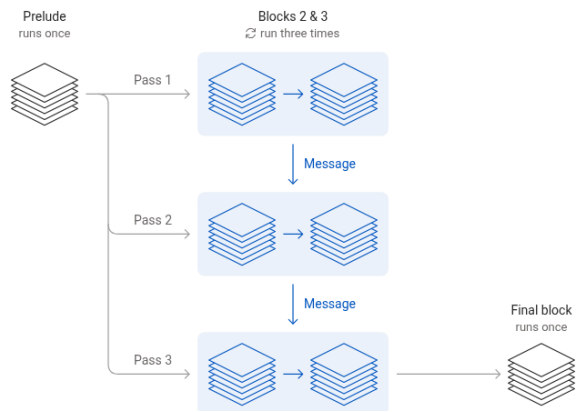 Prelude
runs once
Blocks 2 & 3
run three times
Pass 1
Message
Pass 2
Message
Pass 3
Final block
runs once